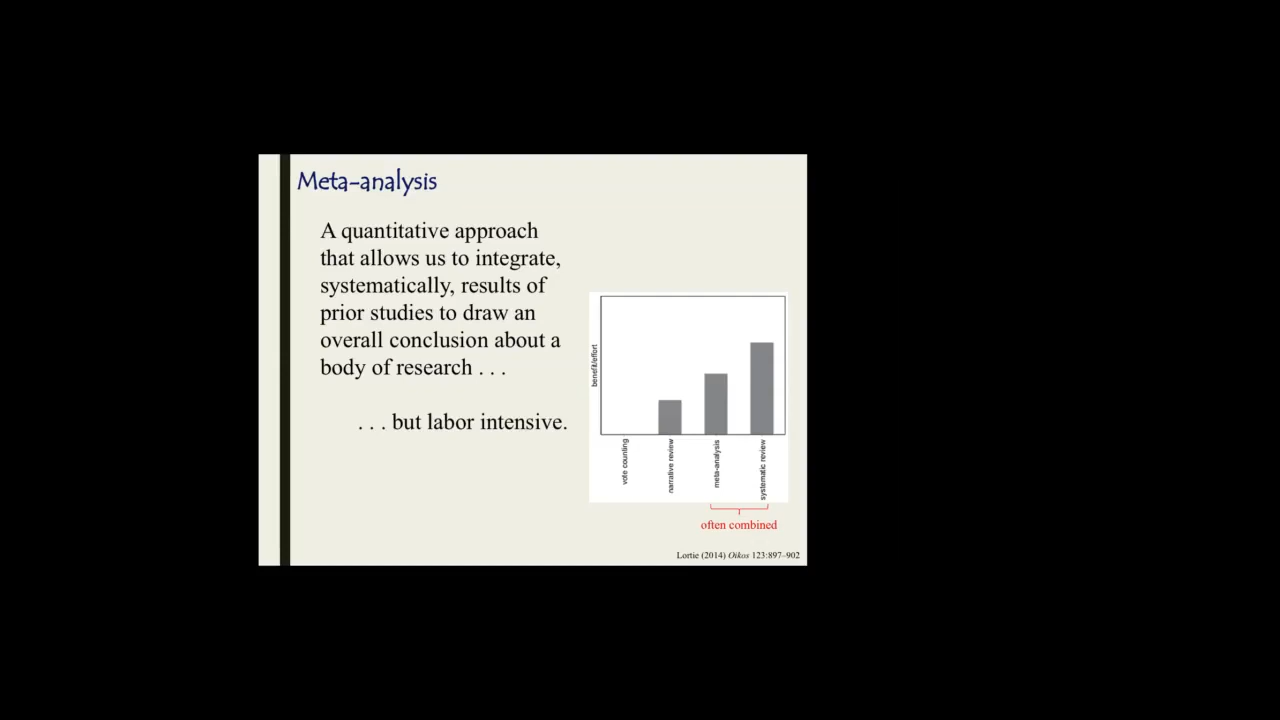 Meta-analysis
A quantitative approach
that allows us to integrate,
systematically, results of
prior studies to draw an
overall conclusion about a
body of research . . .
. . . but labor intensive.
benefit/effort
vote counting
narrative review
meta-analysis
systematic review
often combined
Lortie (2014) Oikos 123:897–902